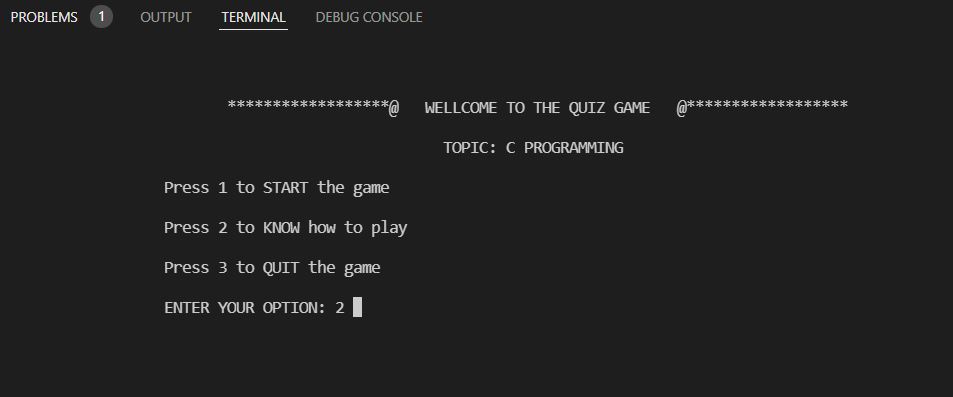 PROBLEMS 1 OUTPUT TERMINAL DEBUG CONSOLE
******************@ WELLCOME TO THE QUIZ GAME @******************
TOPIC: C PROGRAMMING
Press 1 to START the game
Press 2 to KNOW how to play
Press 3 to QUIT the game
ENTER YOUR OPTION: 2